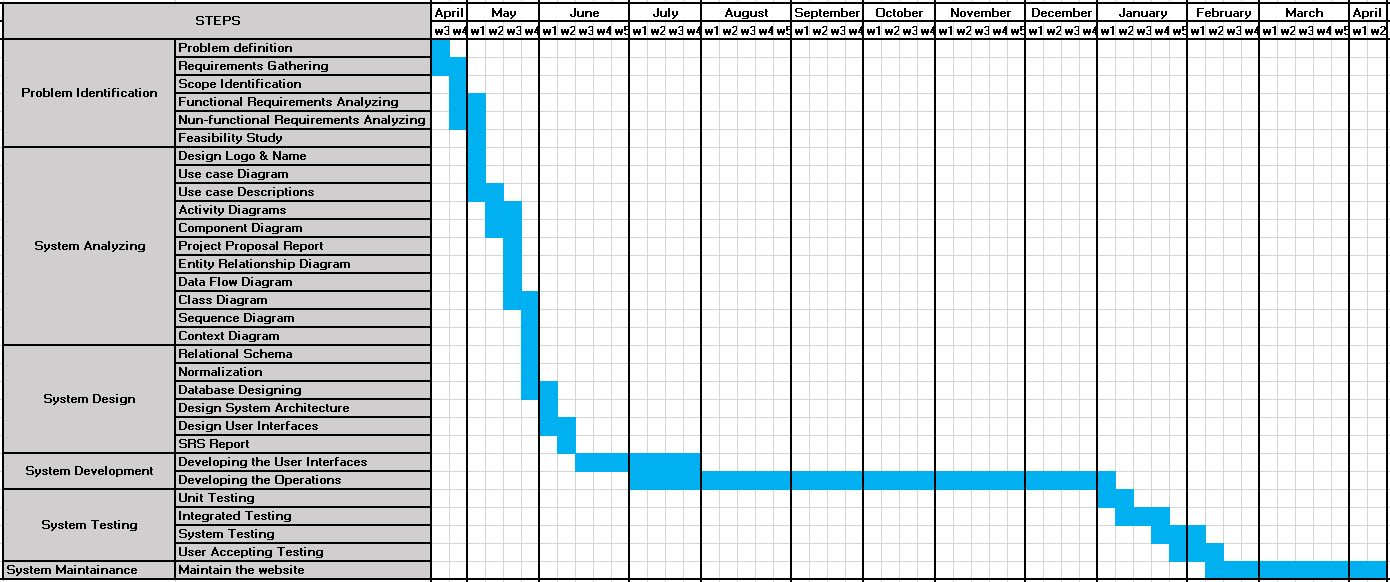 STEPS
April May June July August September October November December January February March April
w3 w4 w1 w2 w3 w4 w1 w2 w3 w4 w5 w1 w2 w3 w4 w1 w2 w3 w4 w5 w1 w2 w3 w4 w1 w2 w3 w4 w1 w2 w3 w4 w5 w1 w2 w3 w4 w1 w2 w3 w4 w5 w1 w2 w3 w4 w1 w2 w3 w4 w5 w1 w2
Problem Identification
Problem definition
Requirements Gathering
Scope Identification
Functional Requirements Analyzing
Nun-functional Requirements Analyzing
Feasibility Study
System Analyzing
Design Logo & Name
Use case Diagram
Use case Descriptions
Activity Diagrams
Component Diagram
Project Proposal Report
Entity Relationship Diagram
Data Flow Diagram
Class Diagram
Sequence Diagram
Context Diagram
System Design
Relational Schema
Normalization
Database Designing
Design System Architecture
Design User Interfaces
SRS Report
System Development
Developing the User Interfaces
Developing the Operations
System Testing
Unit Testing
Integrated Testing
System Testing
User Accepting Testing
System Maintainance
Maintain the website